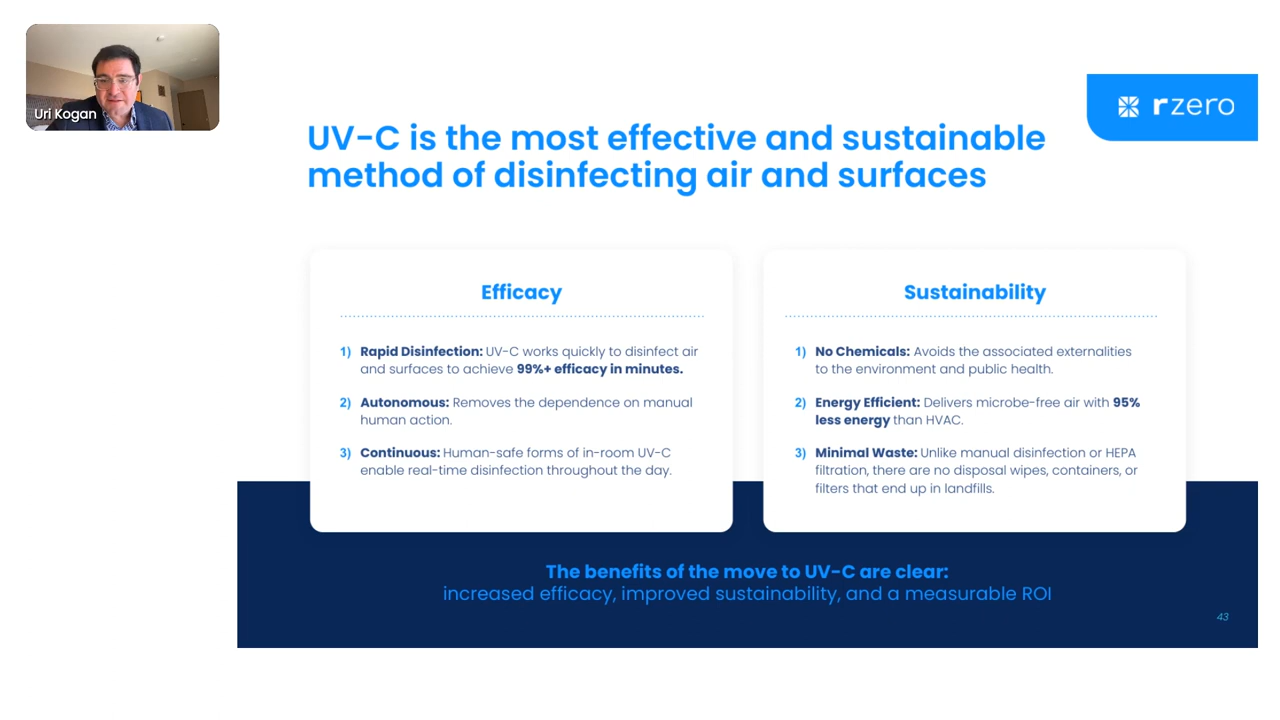 Uri Kogan
rzero
UV-C is the most effective and sustainable
method of disinfecting air and surfaces
Efficacy
1) Rapid Disinfection: UV-C works quickly to disinfect air
and surfaces to achieve 99%+ efficacy in minutes.
2) Autonomous: Removes the dependence on manual
human action.
3) Continuous: Human-safe forms of in-room UV-C
enable real-time disinfection throughout the day.
Sustainability
1) No Chemicals: Avoids the associated externalities
to the environment and public health.
2) Energy Efficient: Delivers microbe-free air with 95%
less energy than HVAC.
3) Minimal Waste: Unlike manual disinfection or HEPA
filtration, there are no disposal wipes, containers, or
filters that end up in landfills.
The benefits of the move to UV-C are clear:
increased efficacy, improved sustainability, and a measurable ROI
43